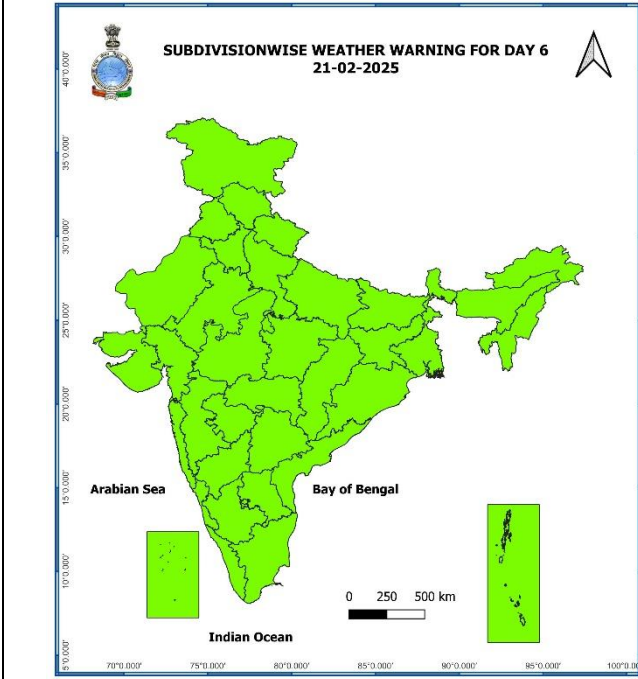 SUBDIVISIONWISE WEATHER WARNING FOR DAY 6
21-02-2025
40°0.000'
35°0.000'
30°0.000'
25°0.000'
20°0.000'
15°0.000'
10°0.000'
5°0.000'
Arabian Sea
Bay of Bengal
0 250 500 km
Indian Ocean
70°0.000' 75°0.000' 80°0.000' 85°0.000' 90°0.000' 95°0.000' 100°0.0